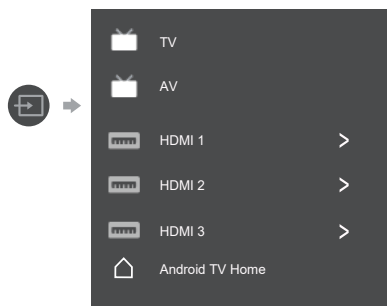 TV
AV
HDMI 1
HDMI 2
HDMI 3
Android TV Home